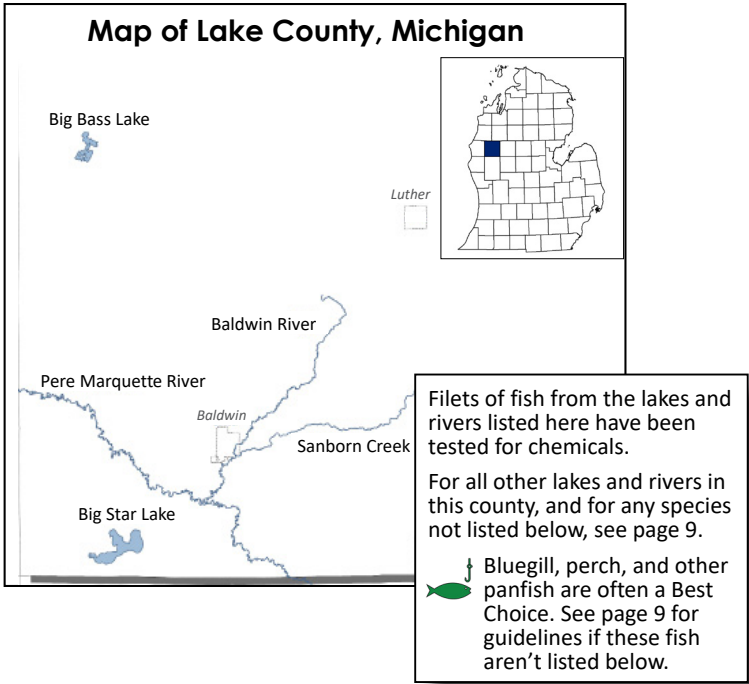 Map of Lake County, Michigan
Big Bass Lake
Luther
Baldwin River
Pere Marquette River
Baldwin
Sanborn Creek
Big Star Lake
Filets of fish from the lakes and
rivers listed here have been
tested for chemicals.
For all other lakes and rivers in
this county, and for any species
not listed below, see page 9.
Bluegill, perch, and other
panfish are often a Best
Choice. See page 9 for
guidelines if these fish
aren’t listed below.